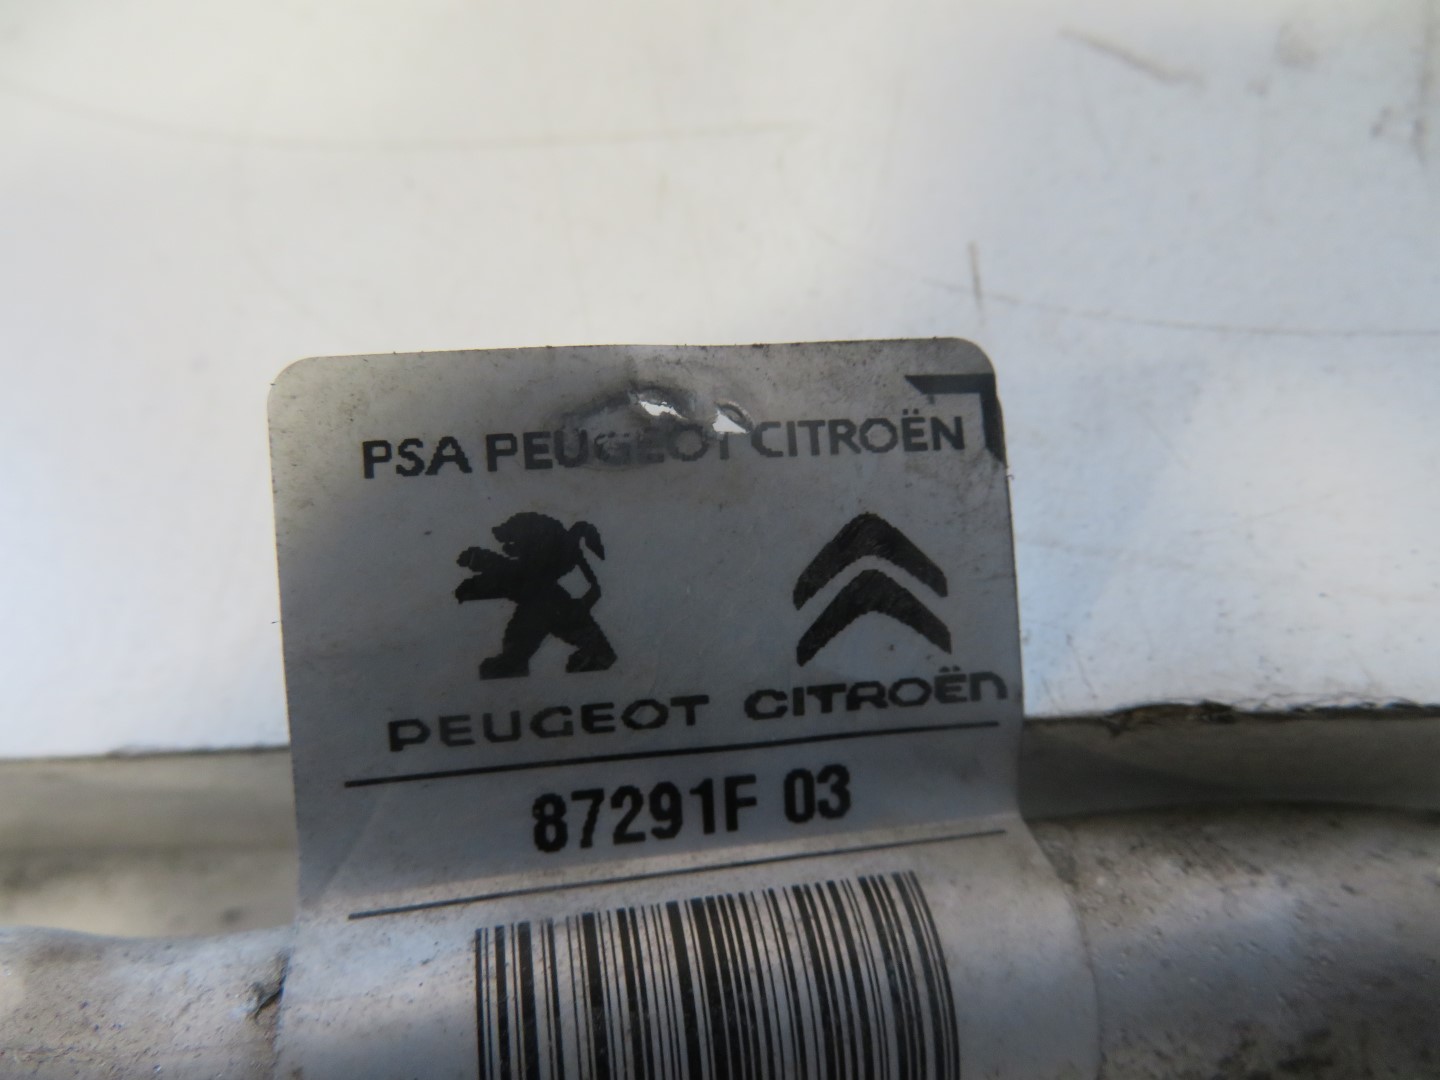 PSA PEUGEOT CITROËN
PEUGEOT CITROËN
87291F 03